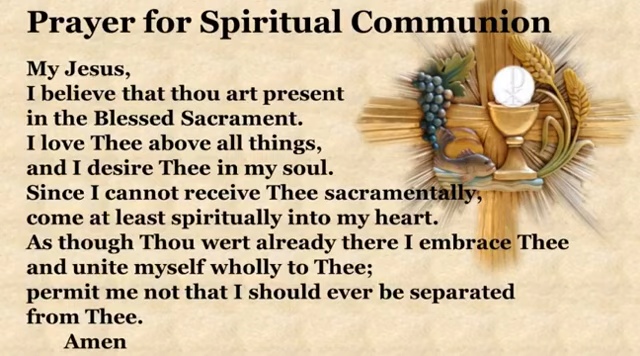 Prayer for Spiritual Communion
My Jesus,
I believe that thou art present
in the Blessed Sacrament.
I love Thee above all things,
and I desire Thee in my soul.
Since I cannot receive Thee sacramentally,
come at least spiritually into my heart.
As though Thou wert already there I embrace Thee
and unite myself wholly to Thee;
permit me not that I should ever be separated
from Thee.
Amen